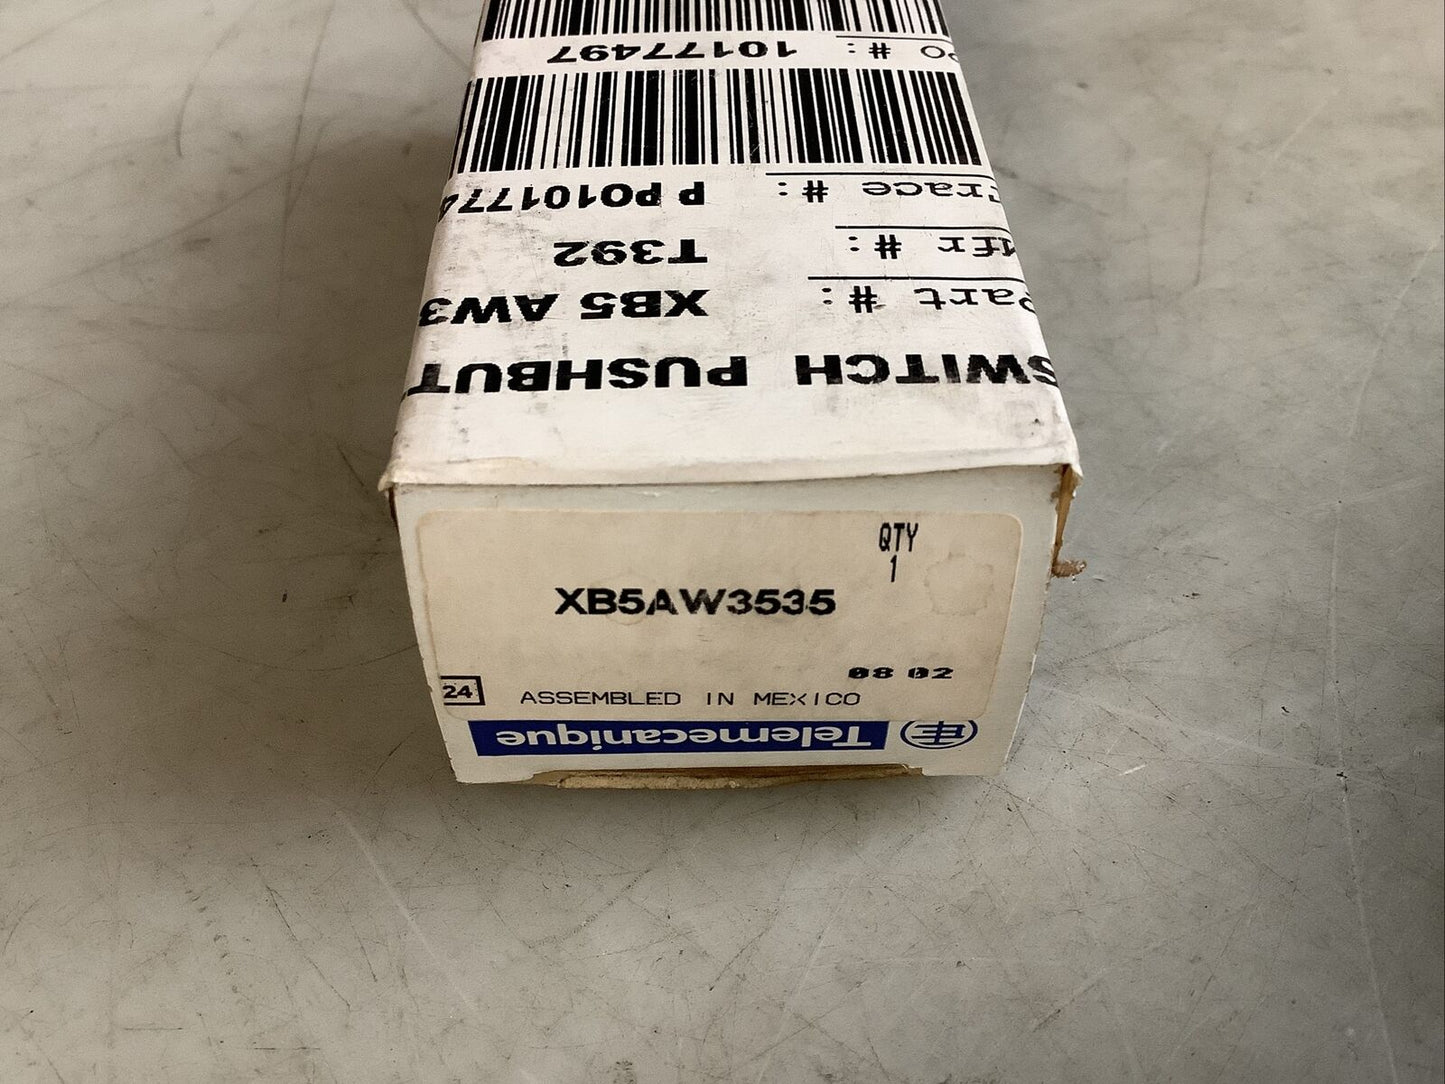 PO #: 10177497
Trace #: P PO101774
Mfr #: T392
Part #: XB5 AW3
SWITCH PUSHBUT
QTY
1
XB5AW3535
08 02
24
ASSEMBLED IN MEXICO
Telemecanique